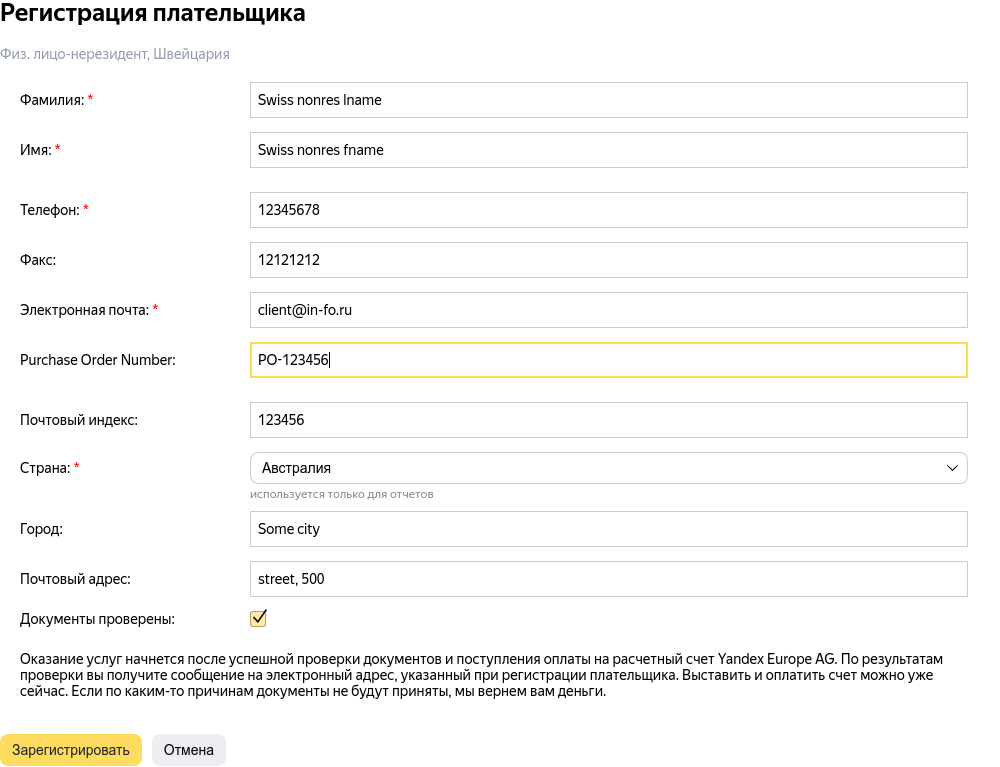 Регистрация плательщика
Физ. лицо-нерезидент, Швейцария
Фамилия: * Swiss nonres lname
Имя: * Swiss nonres fname
Телефон: * 12345678
Факс: 12121212
Электронная почта: * client@in-fo.ru
Purchase Order Number: PO-123456
Почтовый индекс: 123456
Страна: * Австралия
используется только для отчетов
Город: Some city
Почтовый адрес: street, 500
Документы проверены:
Оказание услуг начнется после успешной проверки документов и поступления оплаты на расчетный счет Yandex Europe AG. По результатам
проверки вы получите сообщение на электронный адрес, указанный при регистрации плательщика. Выставить и оплатить счет можно уже
сейчас. Если по каким-то причинам документы не будут приняты, мы вернем вам деньги.
Зарегистрировать Отмена